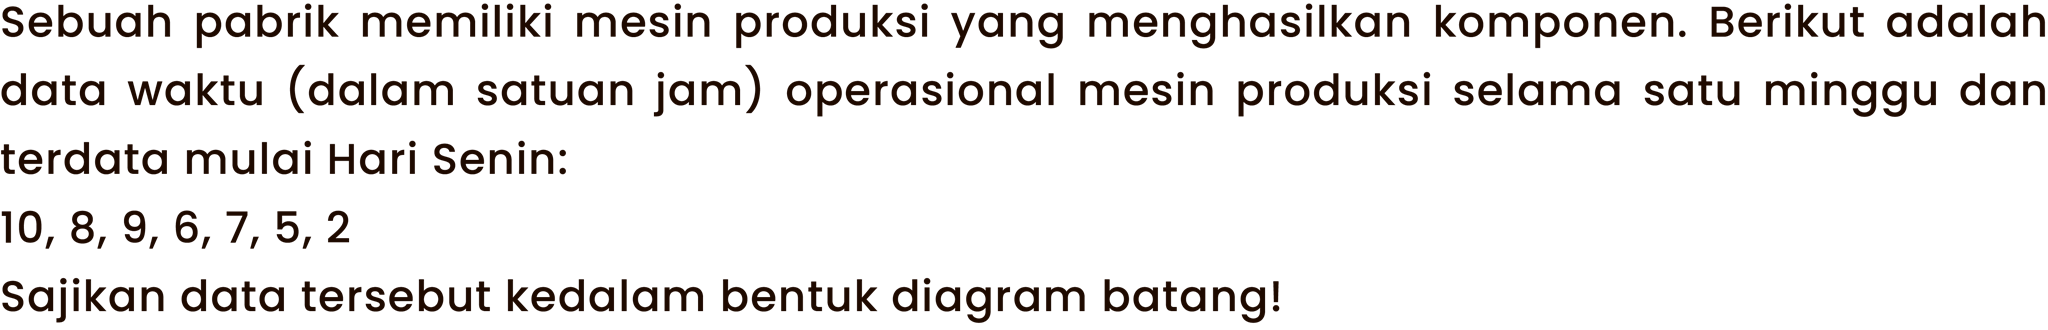 Sebuah pabrik memiliki mesin produksi yang menghasilkan komponen. Berikut adalah
data waktu (dalam satuan jam) operasional mesin produksi selama satu minggu dan
terdata mulai Hari Senin:
10, 8, 9, 6, 7, 5, 2
Sajikan data tersebut kedalam bentuk diagram batang!